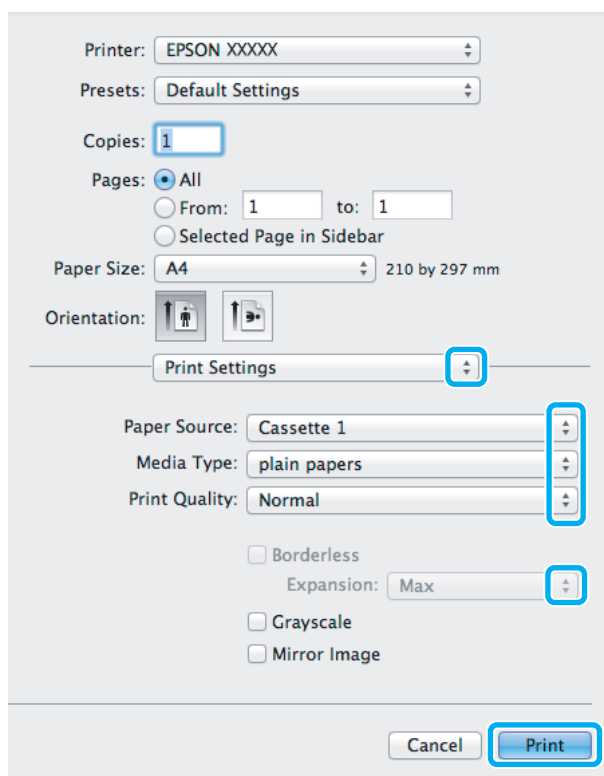 Printer: EPSON XXXXX
Presets: Default Settings
Copies: 1
Pages: All
From: 1 to: 1
Selected Page in Sidebar
Paper Size: A4 210 by 297 mm
Orientation:
Print Settings
Paper Source: Cassette 1
Media Type: plain papers
Print Quality: Normal
Borderless
Expansion: Max
Grayscale
Mirror Image
Cancel Print